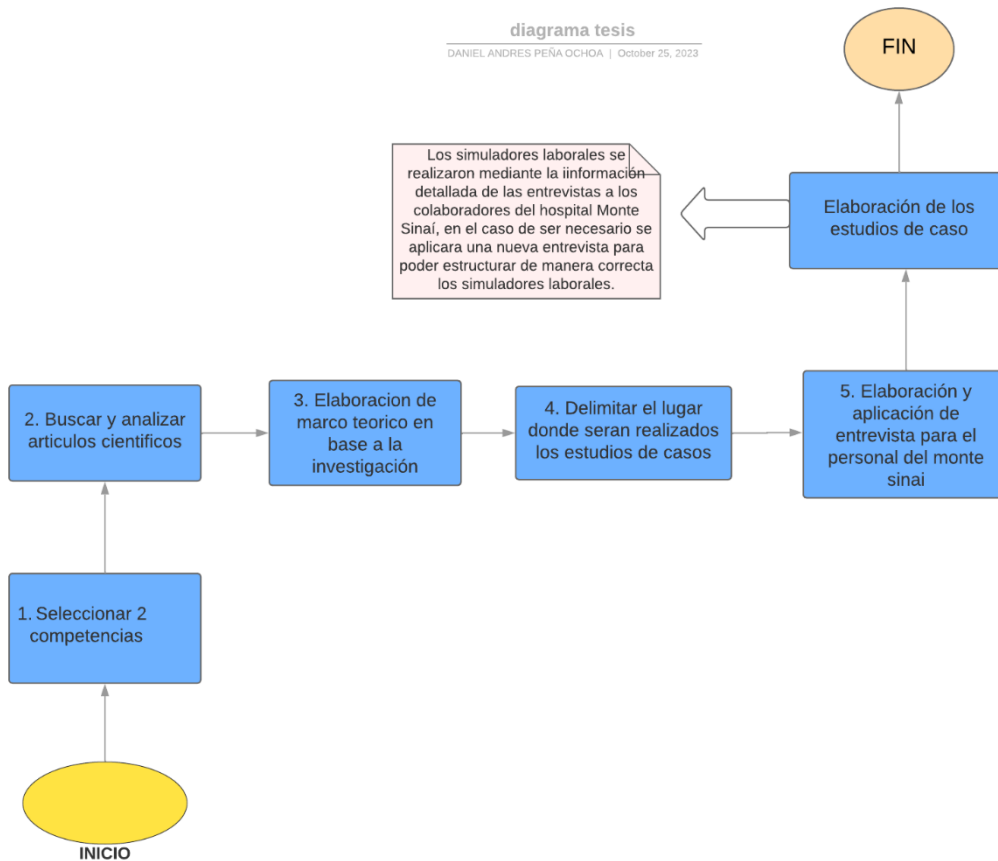 diagrama tesis
DANIEL ANDRES PEÑA OCHOA | October 25, 2023
FIN
Los simuladores laborales se
realizaron mediante la iinformación
detallada de las entrevistas a los
colaboradores del hospital Monte
Sinaí, en el caso de ser necesario se
aplicara una nueva entrevista para
poder estructurar de manera correcta
los simuladores laborales.
Elaboración de los
estudios de caso
2. Buscar y analizar
articulos cientificos
3. Elaboracion de
marco teorico en
base a la
investigación
4. Delimitar el lugar
donde seran realizados
los estudios de casos
5. Elaboración y
aplicación de
entrevista para el
personal del monte
sinai
1. Seleccionar 2
competencias
INICIO